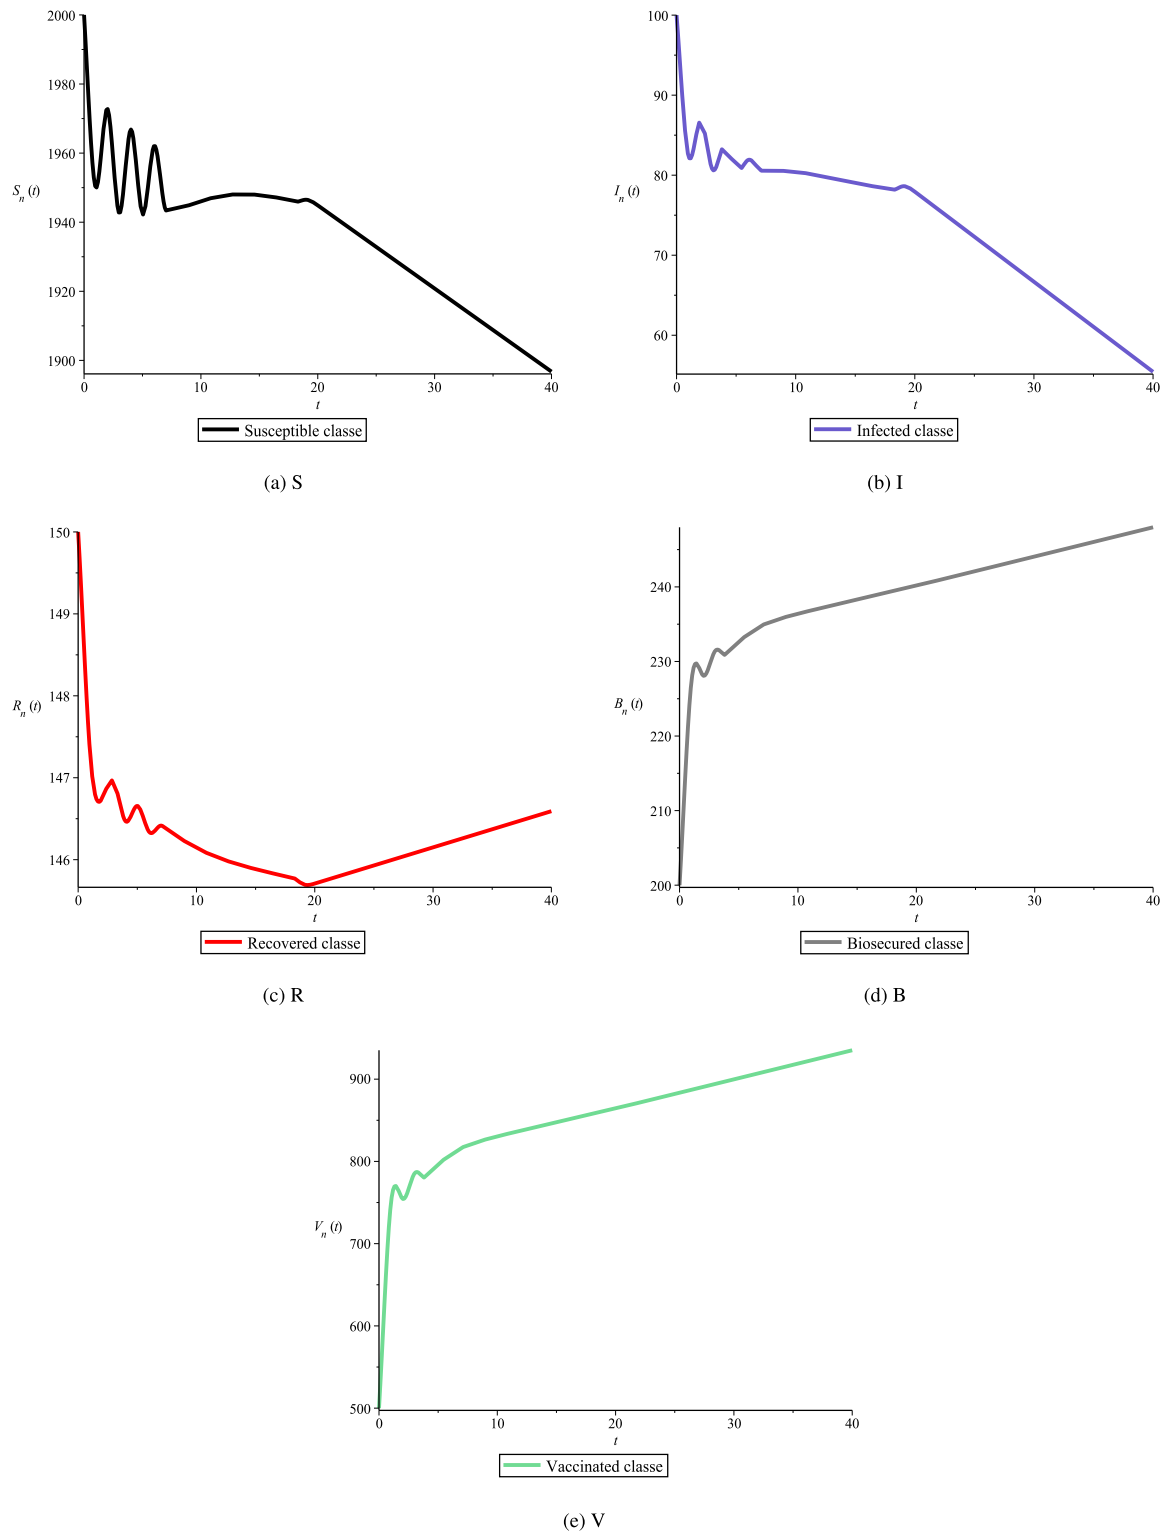 2000
1980
1960
1940
1920
1900
S_n (t)
0 10 20 30 40
t
Susceptible classe
(a) S
100
90
80
70
60
I_n (t)
0 10 20 30 40
t
Infected classe
(b) I
150
149
148
147
146
R_n (t)
0 10 20 30 40
t
Recovered classe
(c) R
240
230
220
210
200
B_n (t)
0 10 20 30 40
t
Biosecured classe
(d) B
900
800
700
600
500
V_n (t)
0 10 20 30 40
t
Vaccinated classe
(e) V